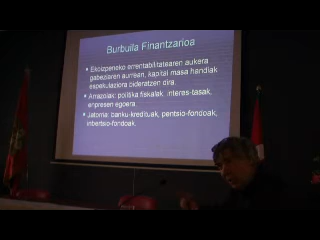 Burbuila Finantzarioa
• Ekoizpeneko errentabilitatearen aukera
gabeziaren aurrean, kapital masa handiak
espekulaziora bideratzen dira.
• Arrazoiak: politika fiskalak, interes-tasak,
enpresen egoera.
• Jatorria: banku-kredituak, pentsio-fondoak,
inbertsio-fondoak.